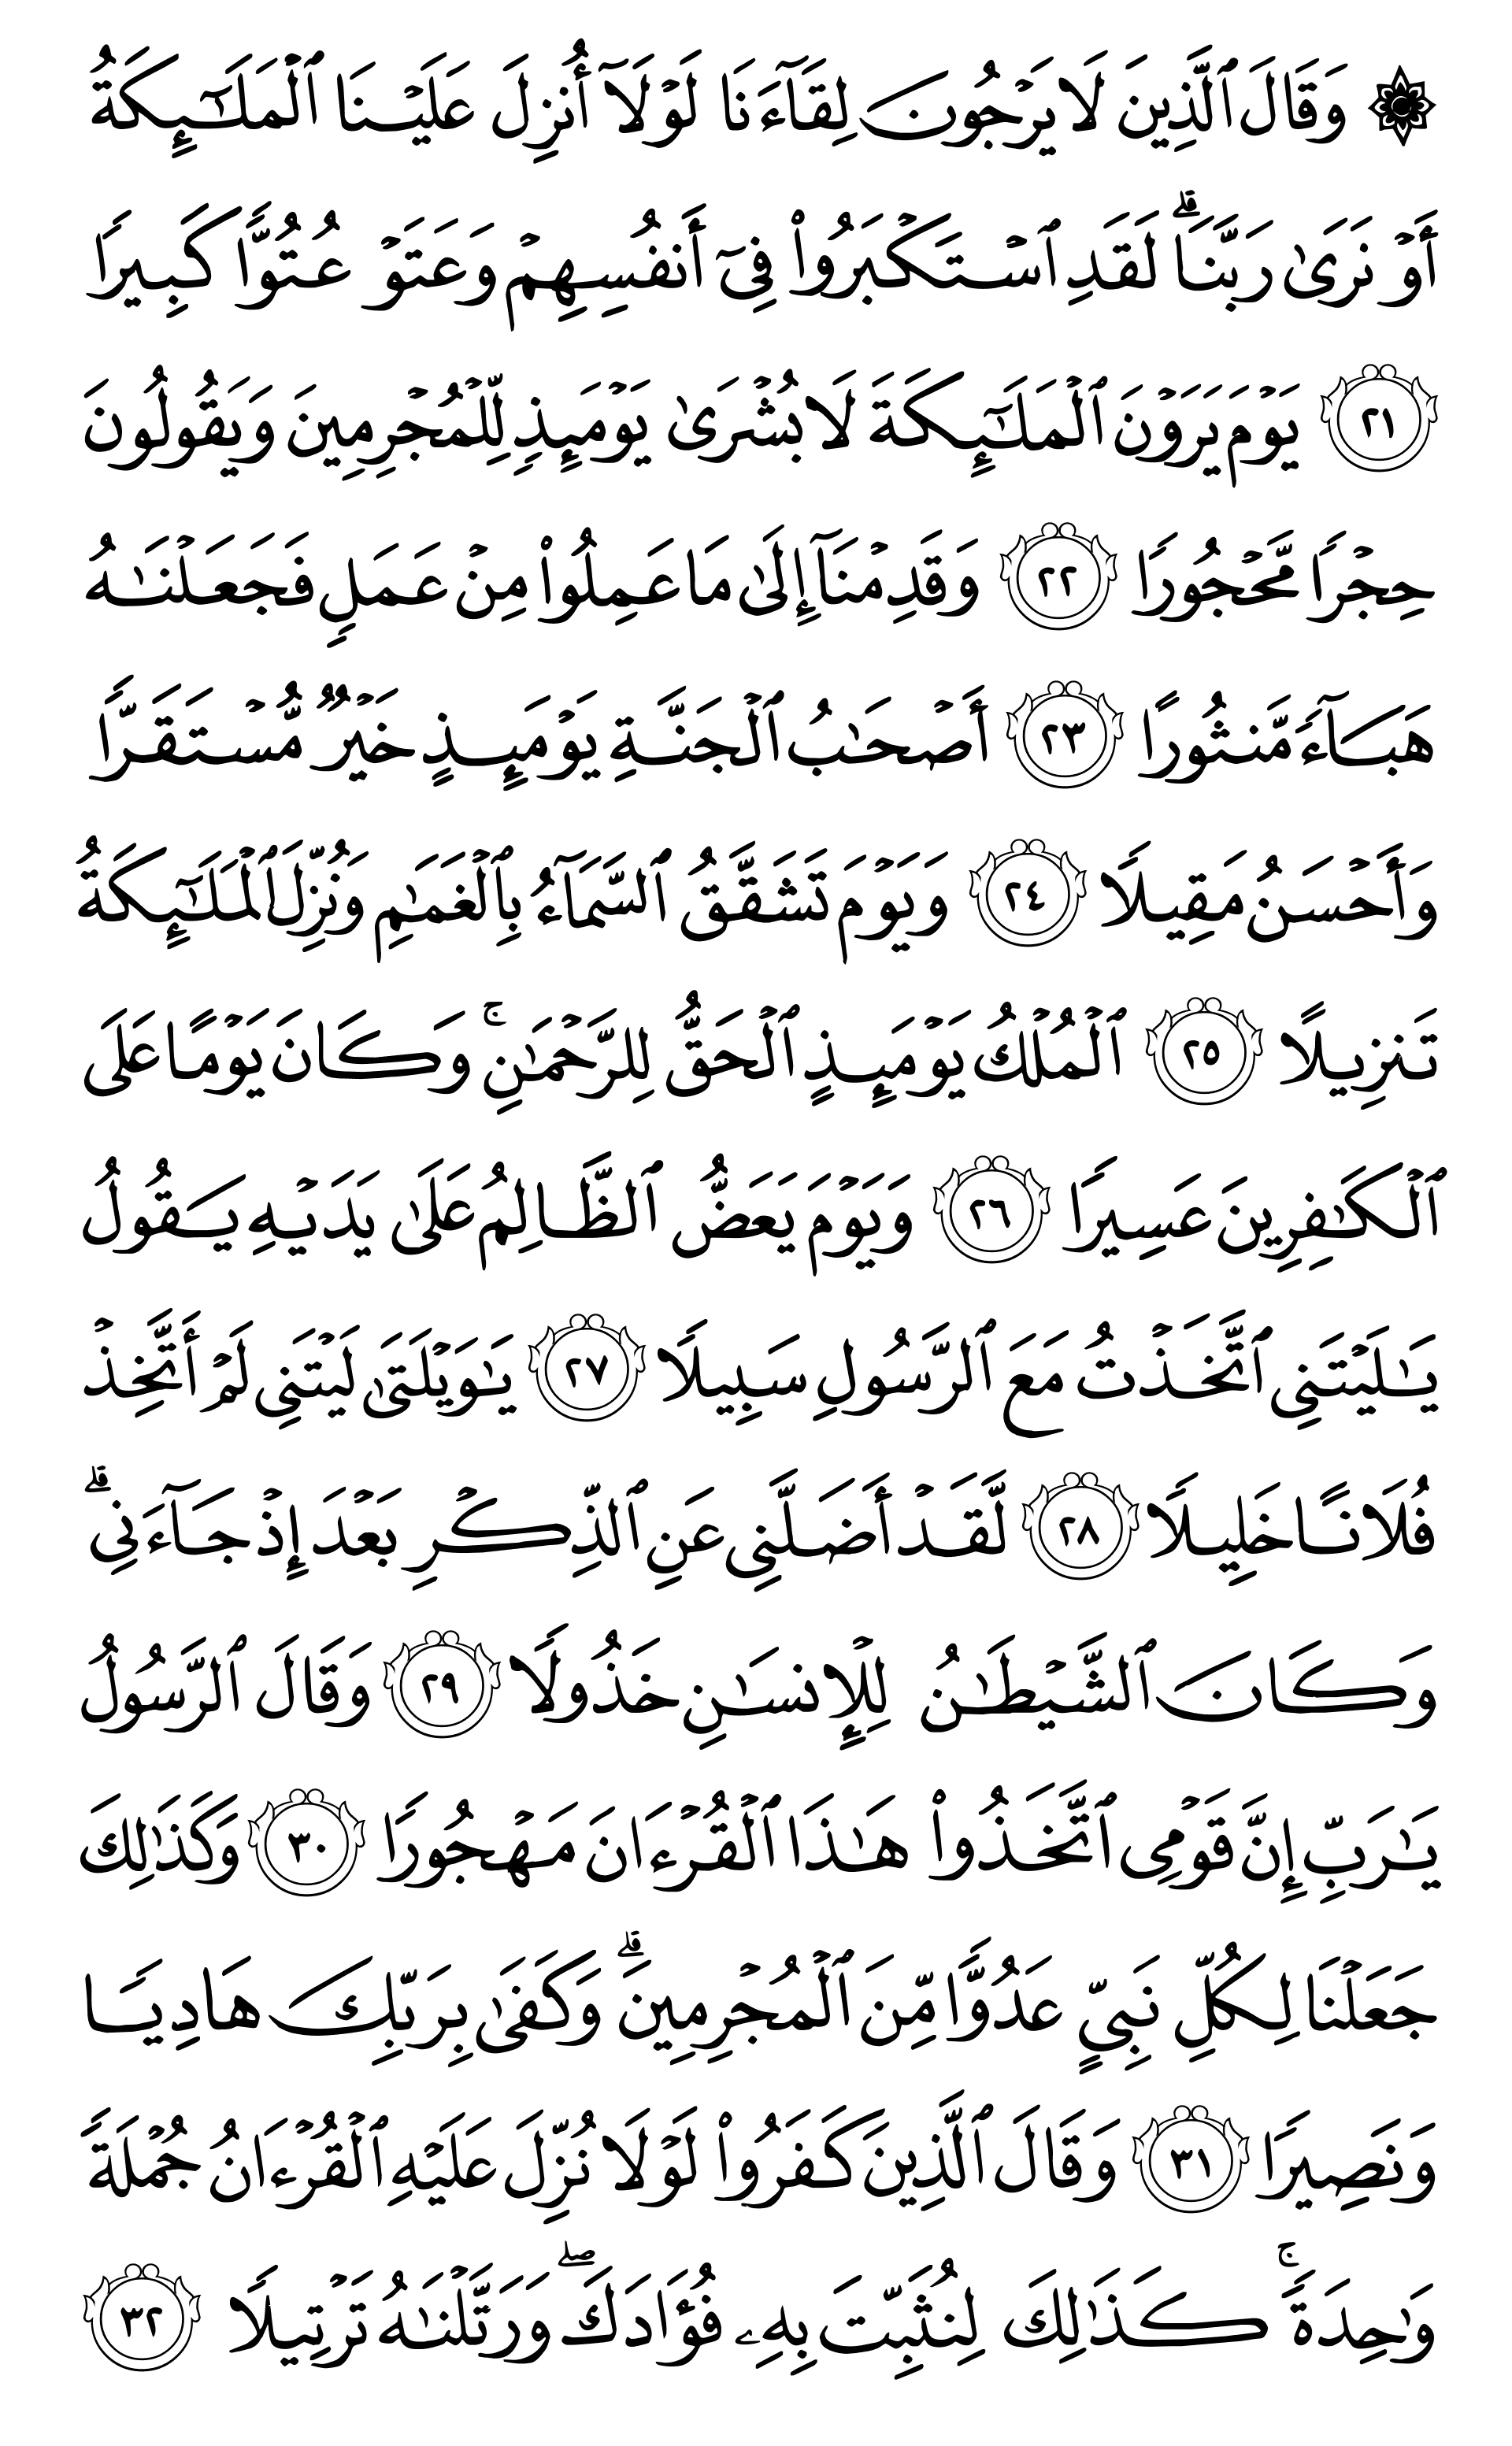 ۞ وَقَالَ ٱلَّذِينَ لَا يَرْجُونَ لِقَآءَنَا لَوْلَآ أُنزِلَ عَلَيْنَا ٱلْمَلَـٰٓئِكَةُ
أَوْ نَرَىٰ رَبَّنَا ۗ لَقَدِ ٱسْتَكْبَرُوا۟ فِىٓ أَنفُسِهِمْ وَعَتَوْ عُتُوًّا كَبِيرًا
٢١ يَوْمَ يَرَوْنَ ٱلْمَلَـٰٓئِكَةَ لَا بُشْرَىٰ يَوْمَئِذٍ لِّلْمُجْرِمِينَ وَيَقُولُونَ
حِجْرًا مَّحْجُورًا ٢٢ وَقَدِمْنَآ إِلَىٰ مَا عَمِلُوا۟ مِنْ عَمَلٍ فَجَعَلْنَـٰهُ
هَبَآءً مَّنثُورًا ٢٣ أَصْحَـٰبُ ٱلْجَنَّةِ يَوْمَئِذٍ خَيْرٌ مُّسْتَقَرًّا
وَأَحْسَنُ مَقِيلًا ٢٤ وَيَوْمَ تَشَقَّقُ ٱلسَّمَآءُ بِٱلْغَمَـٰمِ وَنُزِّلَ ٱلْمَلَـٰٓئِكَةُ
تَنزِيلًا ٢٥ ٱلْمُلْكُ يَوْمَئِذٍ ٱلْحَقُّ لِلرَّحْمَـٰنِ ۚ وَكَانَ يَوْمًا عَلَى
ٱلْكَـٰفِرِينَ عَسِيرًا ٢٦ وَيَوْمَ يَعَضُّ ٱلظَّالِمُ عَلَىٰ يَدَيْهِ يَقُولُ
يَـٰلَيْتَنِى ٱتَّخَذْتُ مَعَ ٱلرَّسُولِ سَبِيلًا ٢٧ يَـٰوَيْلَتَىٰ لَيْتَنِى لَمْ أَتَّخِذْ
فُلَانًا خَلِيلًا ٢٨ لَّقَدْ أَضَلَّنِى عَنِ ٱلذِّكْرِ بَعْدَ إِذْ جَآءَنِى ۗ
وَكَانَ ٱلشَّيْطَـٰنُ لِلْإِنسَـٰنِ خَذُولًا ٢٩ وَقَالَ ٱلرَّسُولُ
يَـٰرَبِّ إِنَّ قَوْمِى ٱتَّخَذُوا۟ هَـٰذَا ٱلْقُرْءَانَ مَهْجُورًا ٣٠ وَكَذَٰلِكَ
جَعَلْنَا لِكُلِّ نَبِىٍّ عَدُوًّا مِّنَ ٱلْمُجْرِمِينَ ۗ وَكَفَىٰ بِرَبِّكَ هَادِيًا
وَنَصِيرًا ٣١ وَقَالَ ٱلَّذِينَ كَفَرُوا۟ لَوْلَا نُزِّلَ عَلَيْهِ ٱلْقُرْءَانُ جُمْلَةً
وَٰحِدَةً ۚ كَذَٰلِكَ لِنُثَبِّتَ بِهِۦ فُؤَادَكَ ۖ وَرَتَّلْنَـٰهُ تَرْتِيلًا ٣٢